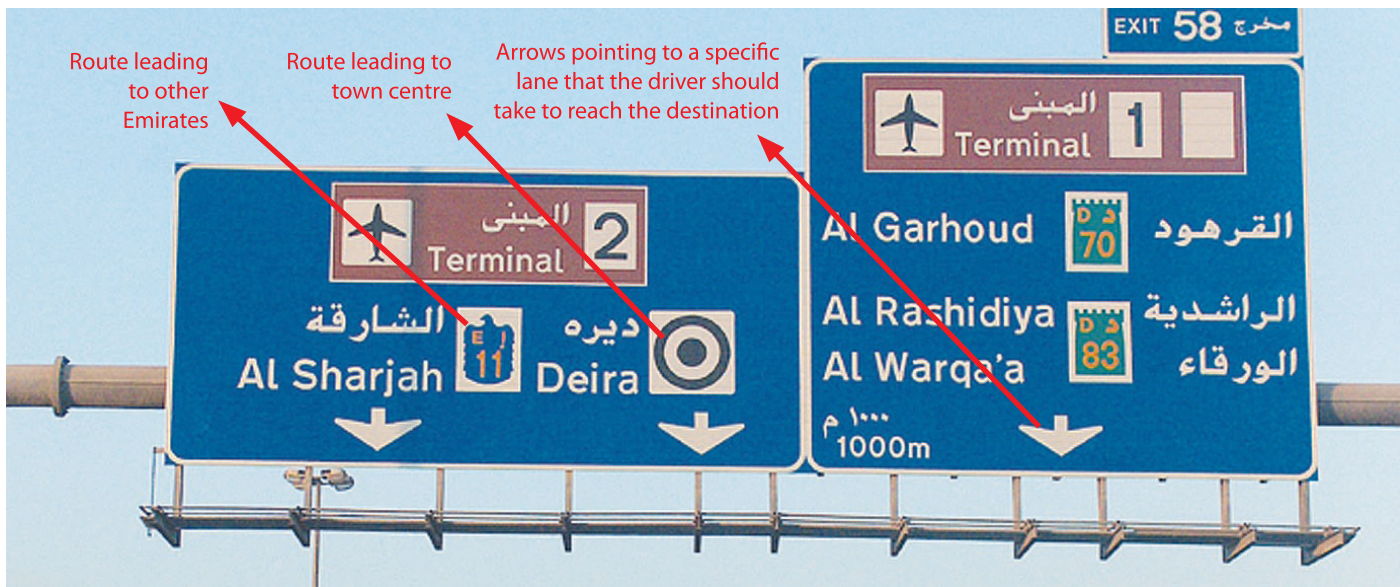 Route leading
to other
Emirates
Route leading to
town centre
Arrows pointing to a specific
lane that the driver should
take to reach the destination
المبنى
Terminal 2
الشارقة
Al Sharjah
E ا
11
ديره
Deira
EXIT 58 مخرج
المبنى
Terminal 1
Al Garhoud
D د
70
القرهود
Al Rashidiya
الراشدية
Al Warqa'a
D د
83
الورقاء
١٠٠٠ م
1000m